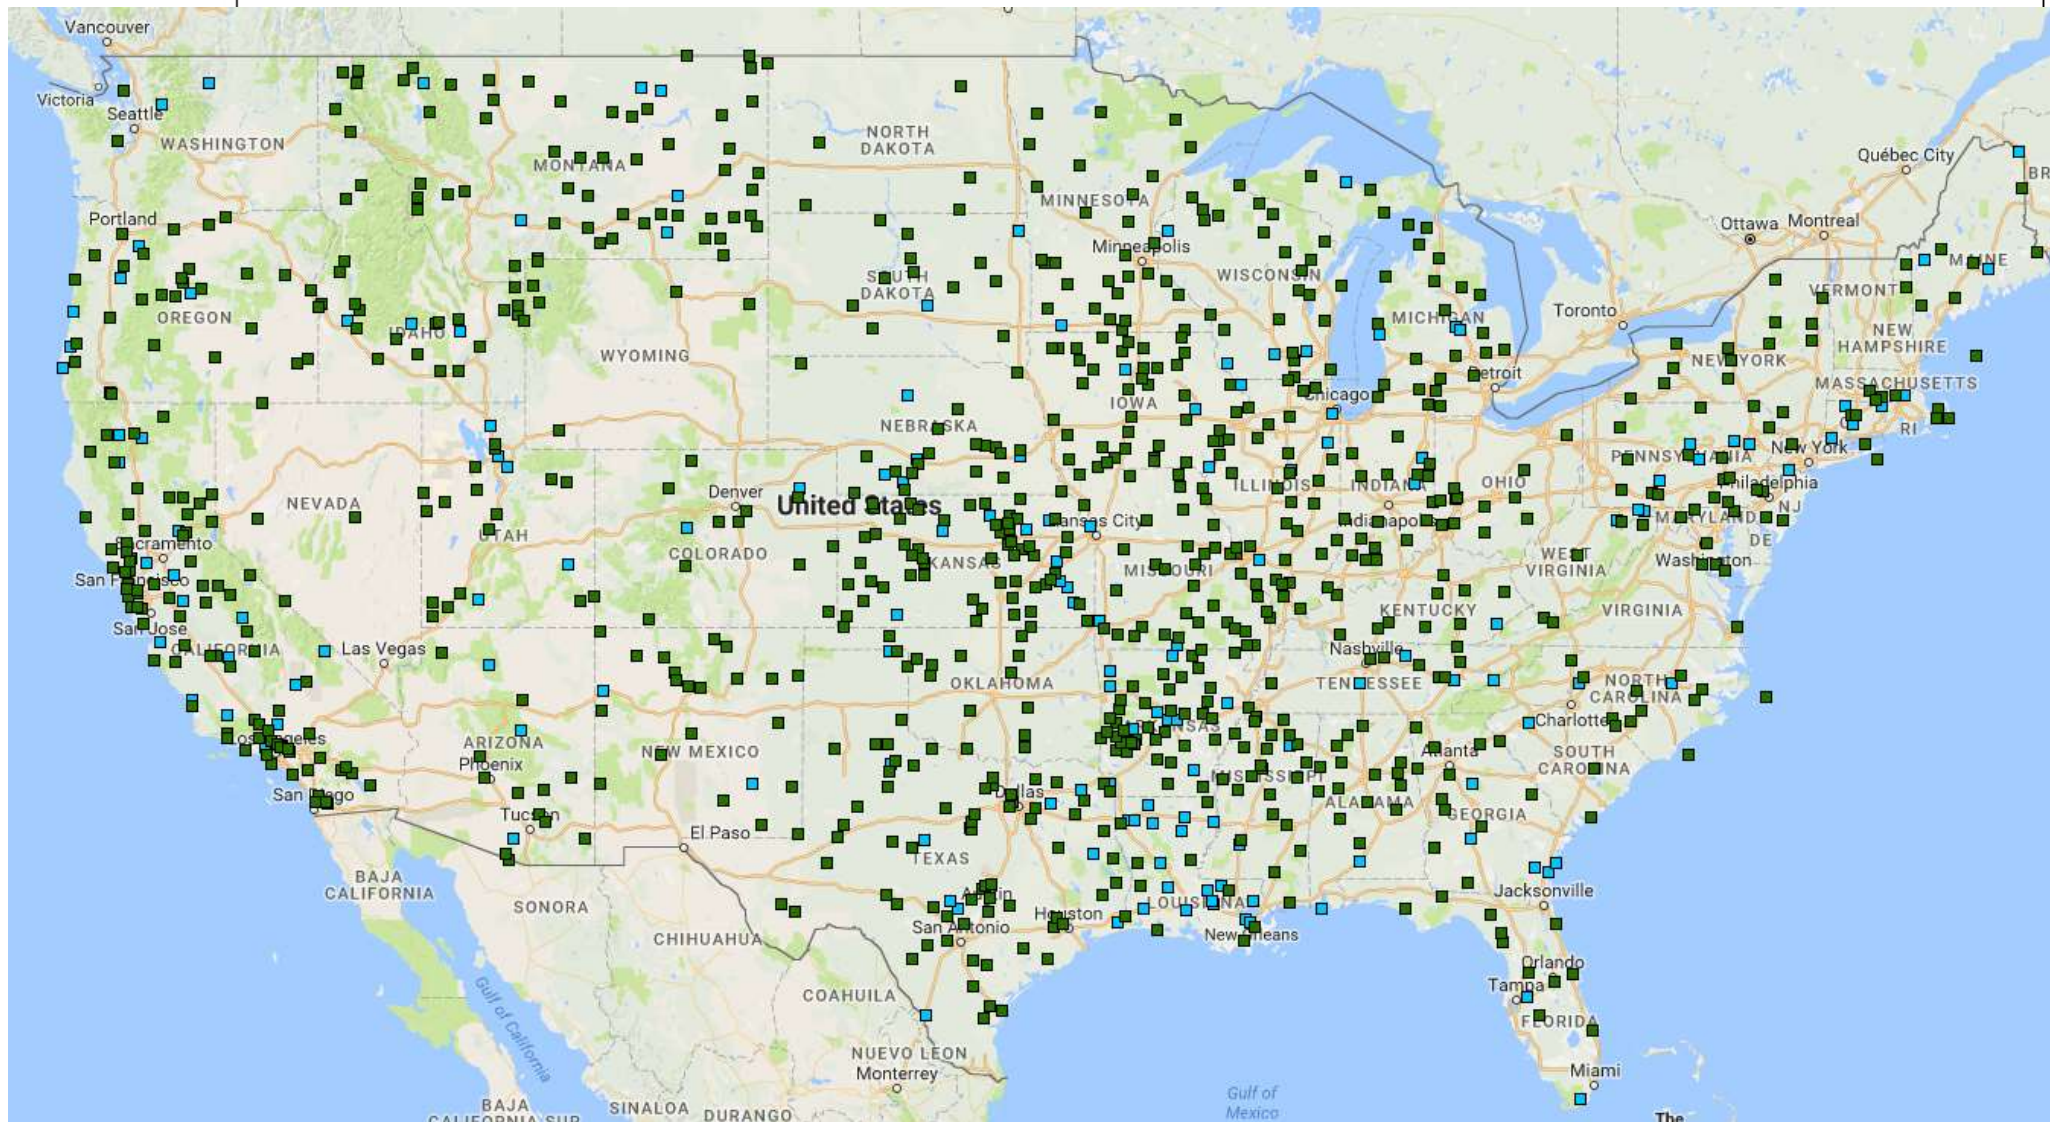 Vancouver
Victoria
Seattle
WASHINGTON
MONTANA
NORTH
DAKOTA
MINNESOTA
Québec City
Ottawa
Montreal
Portland
Minneapolis
WISCONSIN
MAINE
SOUTH
DAKOTA
OREGON
IDAHO
WYOMING
MICHIGAN
Toronto
VERMONT
NEW
HAMPSHIRE
NEW YORK
MASSACHUSETTS
Detroit
Chicago
IOWA
NEBRASKA
RI
New York
PENNSYLVANIA
Philadelphia
NJ
OHIO
ILLINOIS
INDIANA
Indianapolis
NEVADA
UTAH
Denver
United States
COLORADO
Kansas City
KANSAS
MISSOURI
MARYLAND
DE
WEST
VIRGINIA
Washington
Sacramento
San Francisco
San Jose
CALIFORNIA
Las Vegas
KENTUCKY
VIRGINIA
Nashville
TENNESSEE
NORTH
CAROLINA
Charlotte
OKLAHOMA
ARKANSAS
Los Angeles
ARIZONA
Phoenix
NEW MEXICO
Atlanta
SOUTH
CAROLINA
MISSISSIPPI
ALABAMA
GEORGIA
San Diego
Tucson
El Paso
Dallas
TEXAS
BAJA
CALIFORNIA
SONORA
CHIHUAHUA
Austin
San Antonio
Houston
LOUISIANA
New Orleans
Jacksonville
Orlando
Tampa
FLORIDA
Miami
COAHUILA
Gulf of California
NUEVO LEON
Monterrey
Gulf of
Mexico
BAJA
CALIFORNIA SUR
SINALOA
DURANGO
The